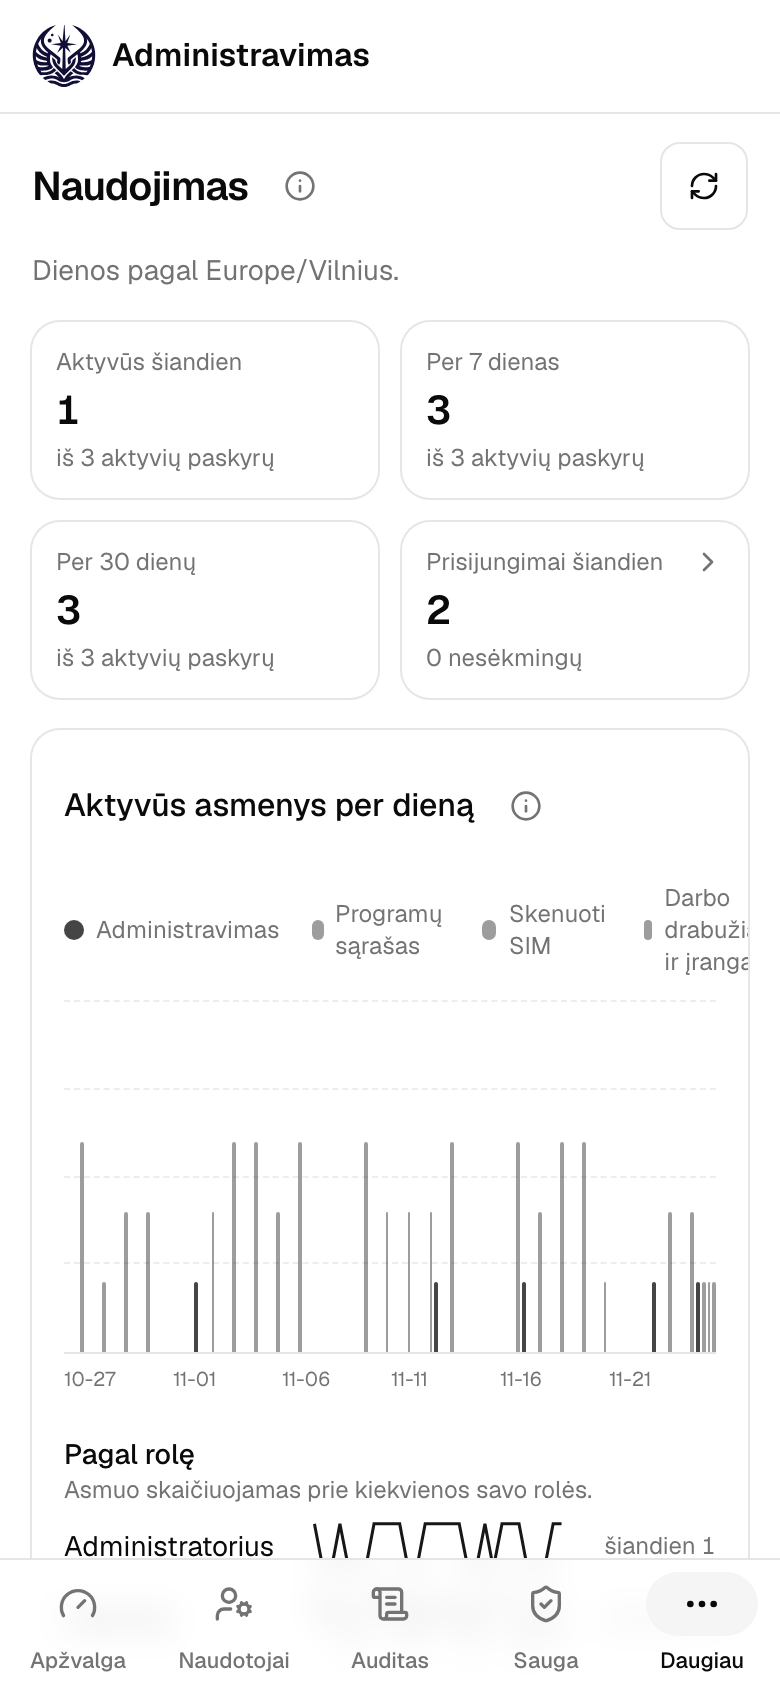 Administravimas
Naudojimas
Dienos pagal Europe/Vilnius.
Aktyvūs šiandien
1
iš 3 aktyvių paskyrų
Per 7 dienas
3
iš 3 aktyvių paskyrų
Per 30 dienų
3
iš 3 aktyvių paskyrų
Prisijungimai šiandien
2
0 nesėkmingų
Aktyvūs asmenys per dieną
Administravimas
Programų
sąrašas
Skenuoti
SIM
Darbo
drabuži
ir įranga
10-27 11-01 11-06 11-11 11-16 11-21
Pagal rolę
Asmuo skaičiuojamas prie kiekvienos savo rolės.
Administratorius šiandien 1
Apžvalga Naudotojai Auditas Sauga Daugiau